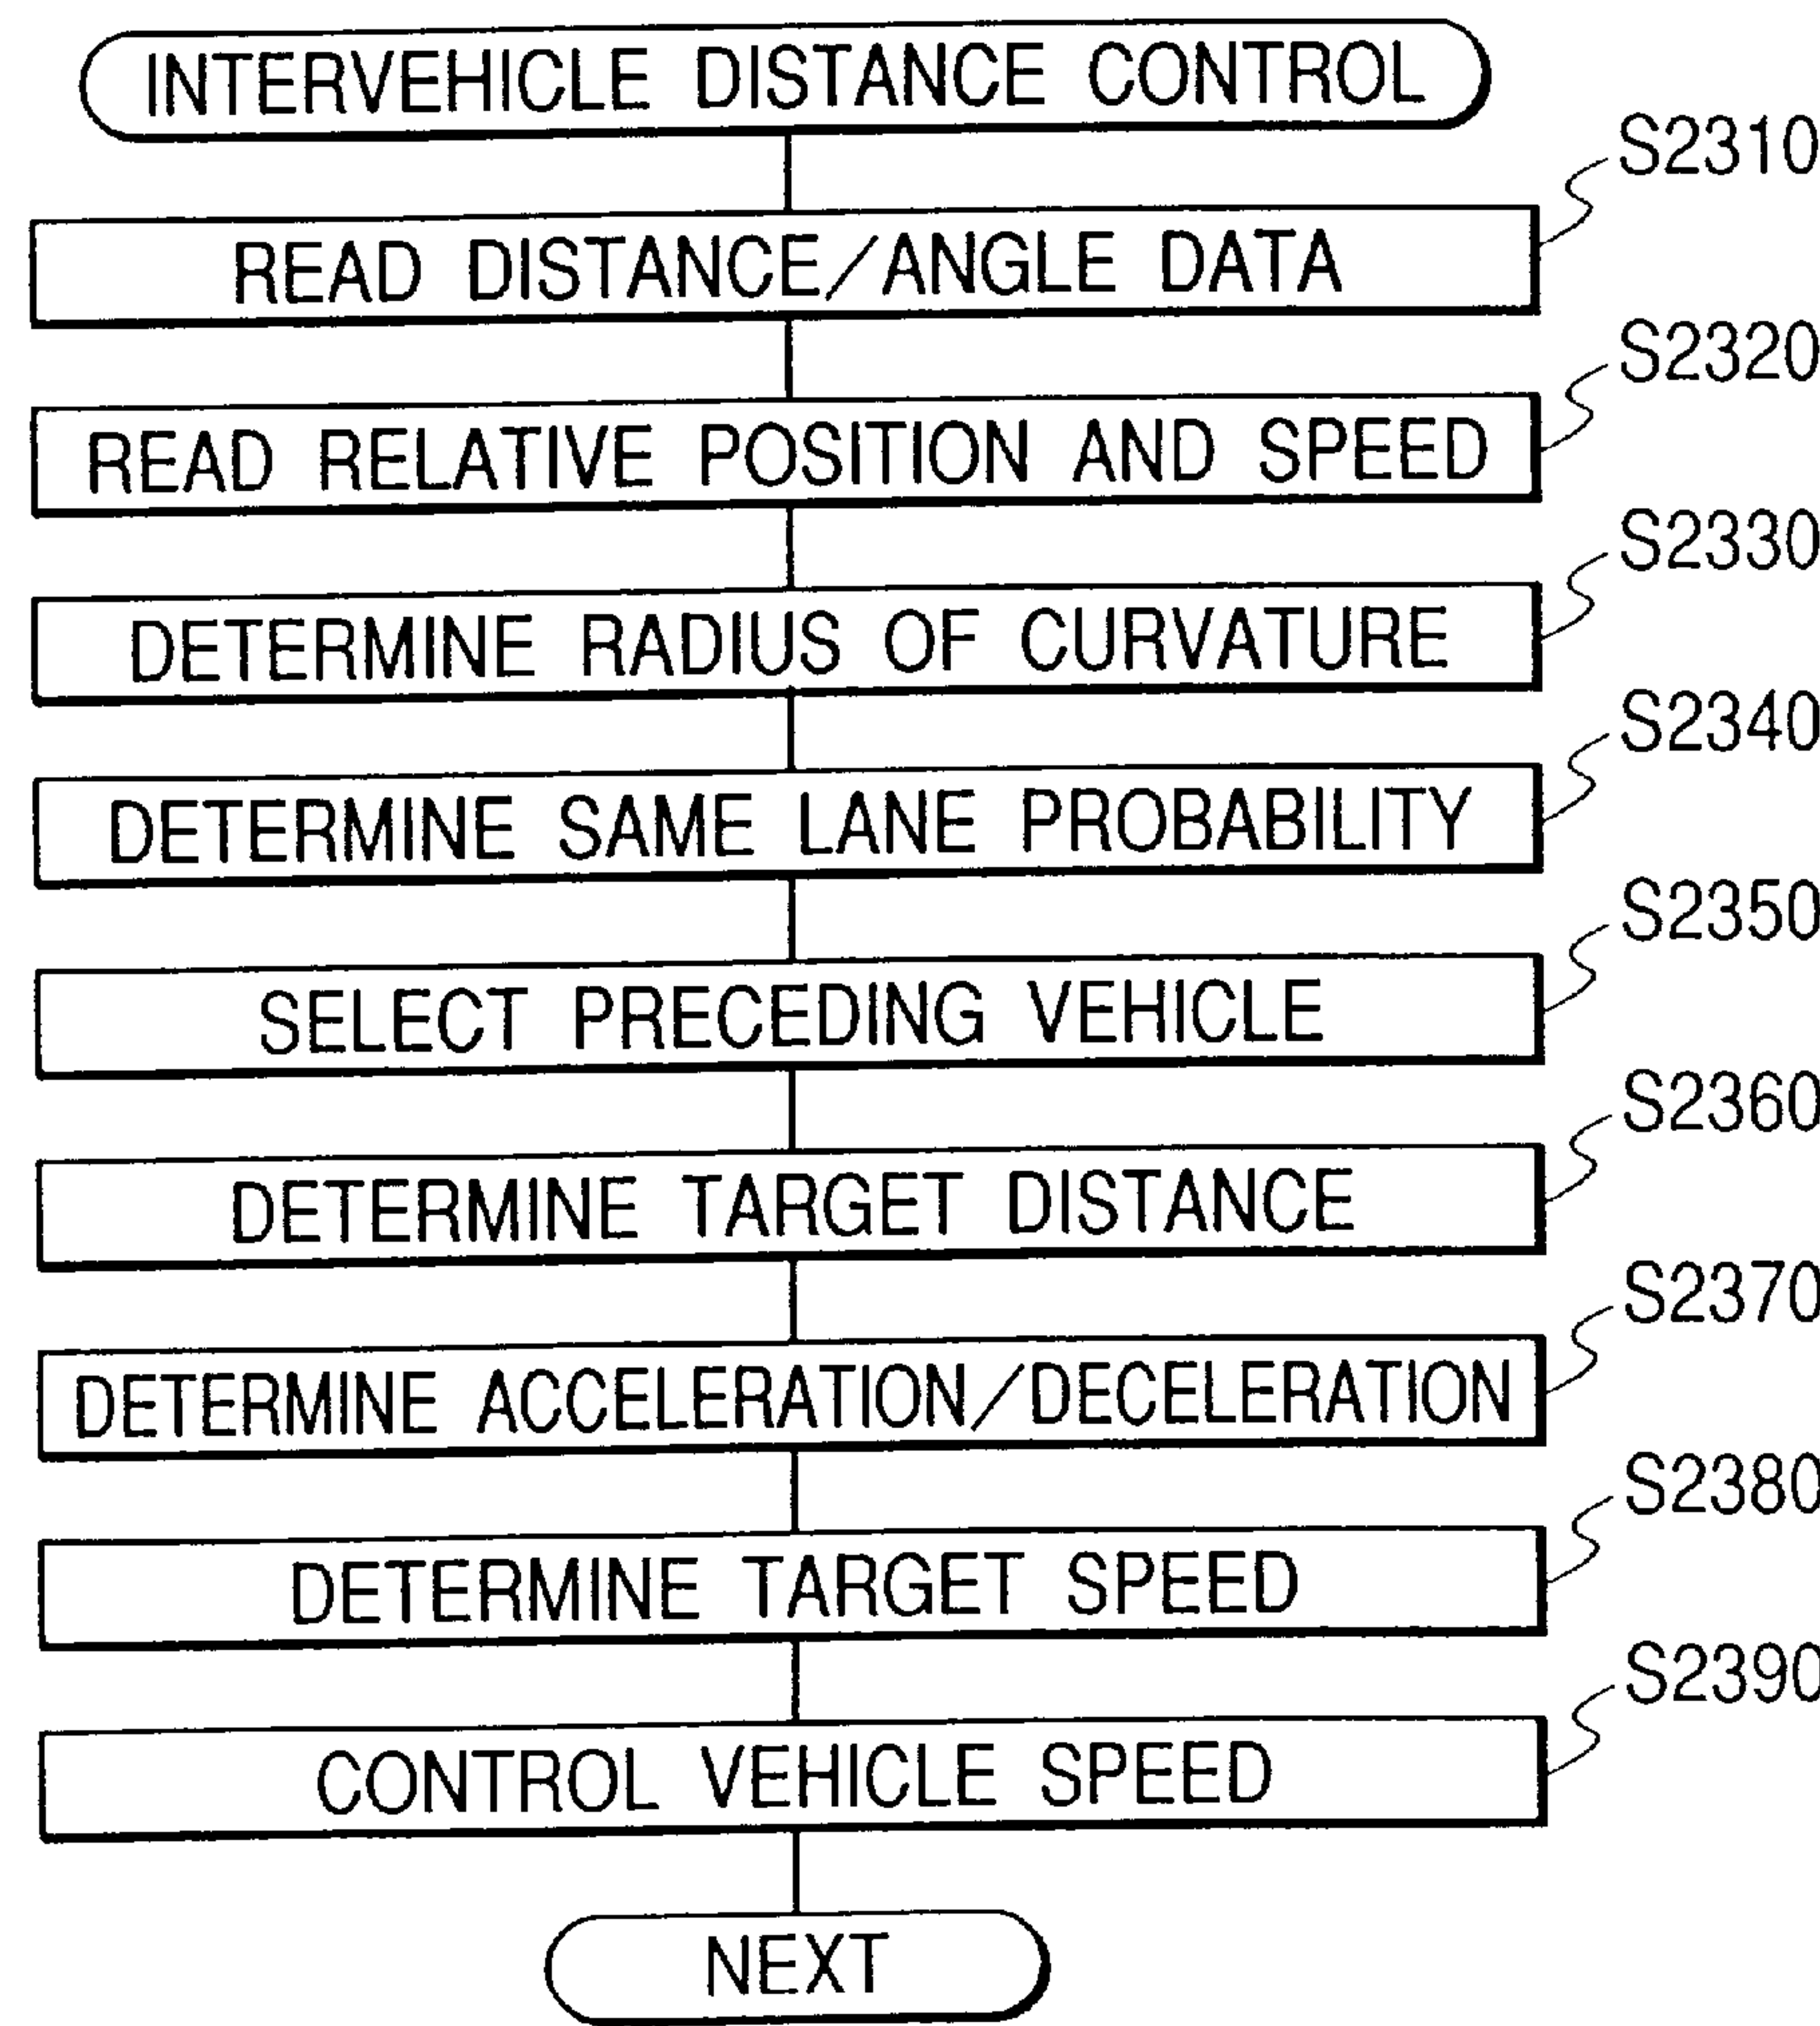 INTERVEHICLE DISTANCE CONTROL
S2310
READ DISTANCE/ANGLE DATA
S2320
READ RELATIVE POSITION AND SPEED
S2330
DETERMINE RADIUS OF CURVATURE
S2340
DETERMINE SAME LANE PROBABILITY
S2350
SELECT PRECEDING VEHICLE
S2360
DETERMINE TARGET DISTANCE
S2370
DETERMINE ACCELERATION/DECELERATION
S2380
DETERMINE TARGET SPEED
S2390
CONTROL VEHICLE SPEED
NEXT